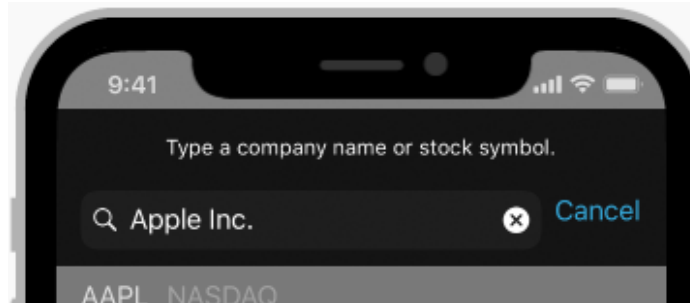 9:41
Type a company name or stock symbol.
Apple Inc.
Cancel
AAPL NASDAQ